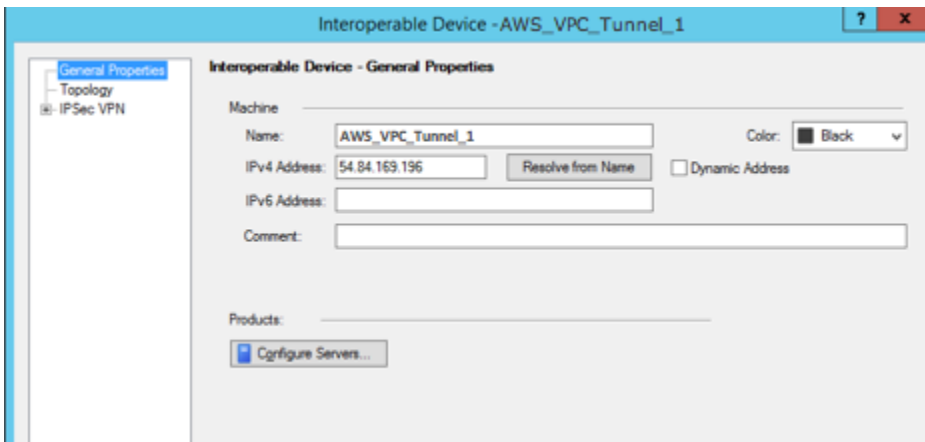 Interoperable Device -AWS_VPC_Tunnel_1
? x
General Properties
Topology
IPSec VPN
Interoperable Device - General Properties
Machine
Name: AWS_VPC_Tunnel_1 Color: Black
IPv4 Address: 54.84.169.196 Resolve from Name Dynamic Address
IPv6 Address:
Comment:
Products:
Configure Servers...